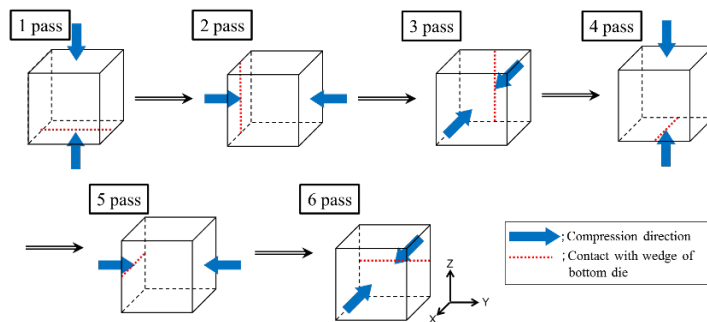 1 pass
2 pass
3 pass
4 pass
5 pass
6 pass
Z
Y
X
; Compression direction
; Contact with wedge of
bottom die